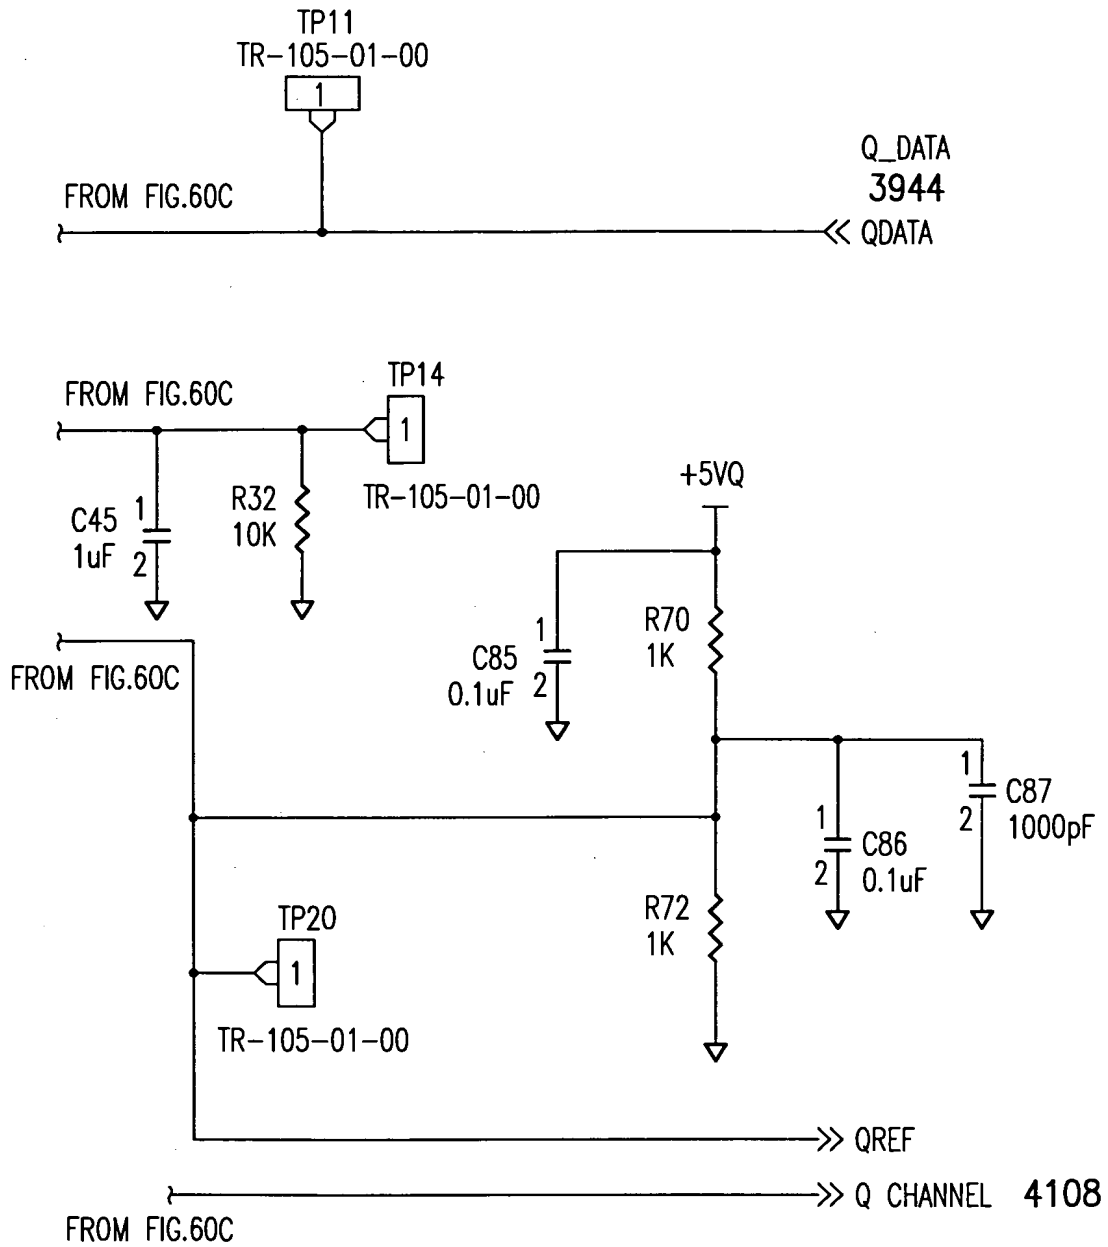 TP11
TR-105-01-00
1
Q_DATA
3944
FROM FIG.60C
QDATA
TP14
FROM FIG.60C
1
+5VQ
TR-105-01-00
1
C45
1uF
2
R32
10K
R70
1K
1
C85
0.1uF
2
FROM FIG.60C
1
C87
1000pF
2
1
C86
0.1uF
2
R72
1K
TP20
1
TR-105-01-00
QREF
Q CHANNEL 4108
FROM FIG.60C